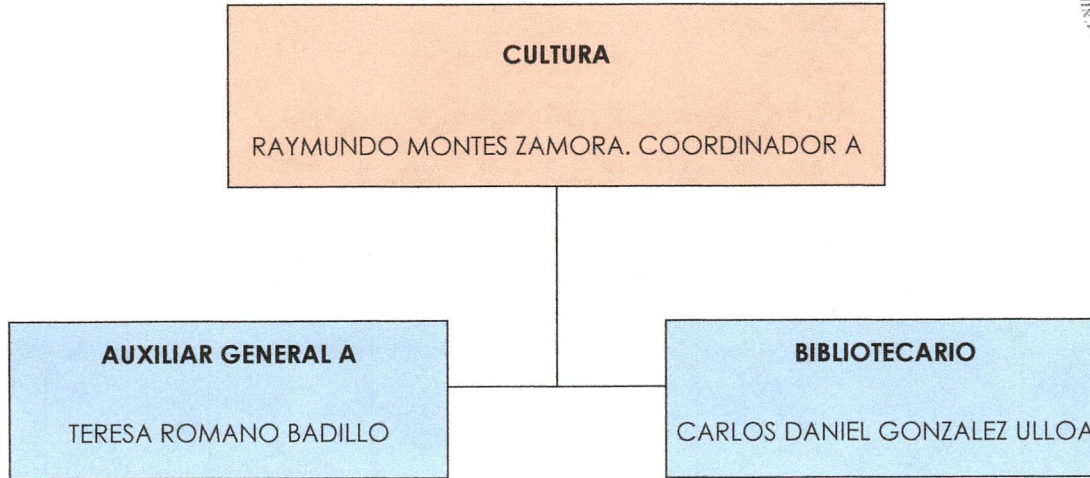 CULTURA
RAYMUNDO MONTES ZAMORA. COORDINADOR A
AUXILIAR GENERAL A
TERESA ROMANO BADILLO
BIBLIOTECARIO
CARLOS DANIEL GONZALEZ ULLOA